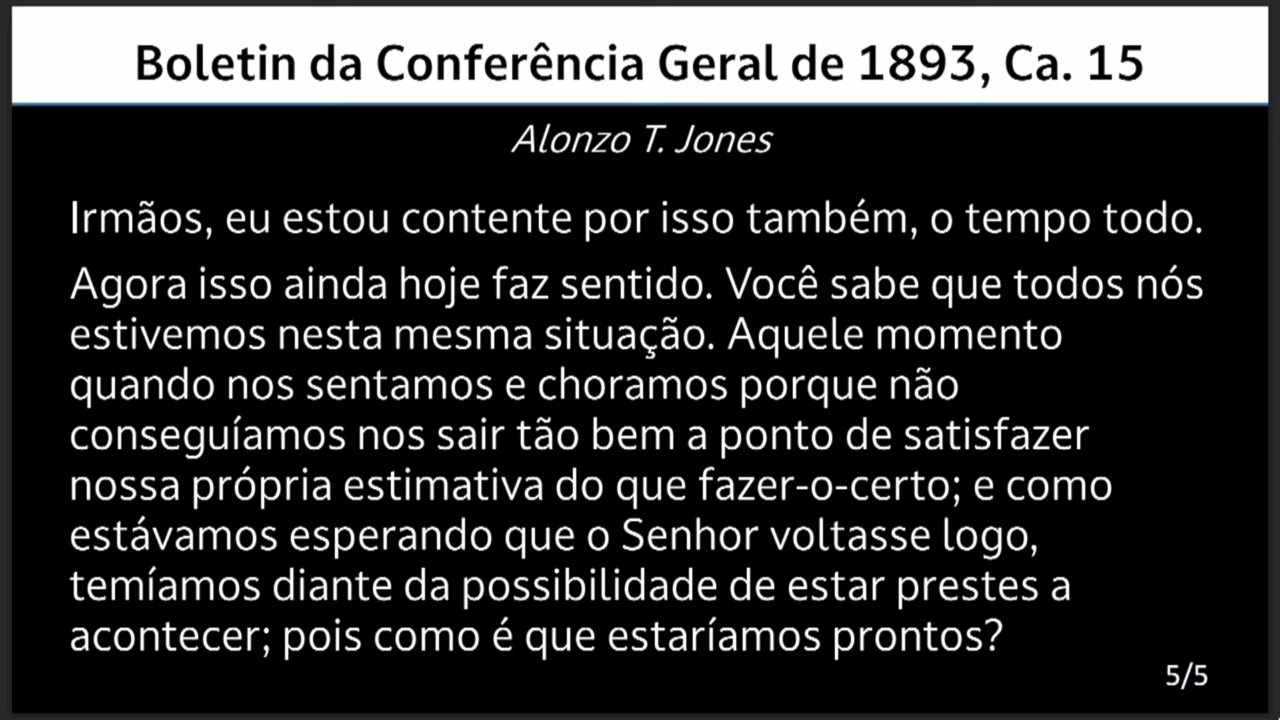 Boletin da Conferência Geral de 1893, Ca. 15
Alonzo T. Jones
Irmãos, eu estou contente por isso também, o tempo todo.
Agora isso ainda hoje faz sentido. Você sabe que todos nós
estivemos nesta mesma situação. Aquele momento
quando nos sentamos e choramos porque não
conseguíamos nos sair tão bem a ponto de satisfazer
nossa própria estimativa do que fazer-o-certo; e como
estávamos esperando que o Senhor voltasse logo,
temíamos diante da possibilidade de estar prestes a
acontecer; pois como é que estaríamos prontos?
5/5